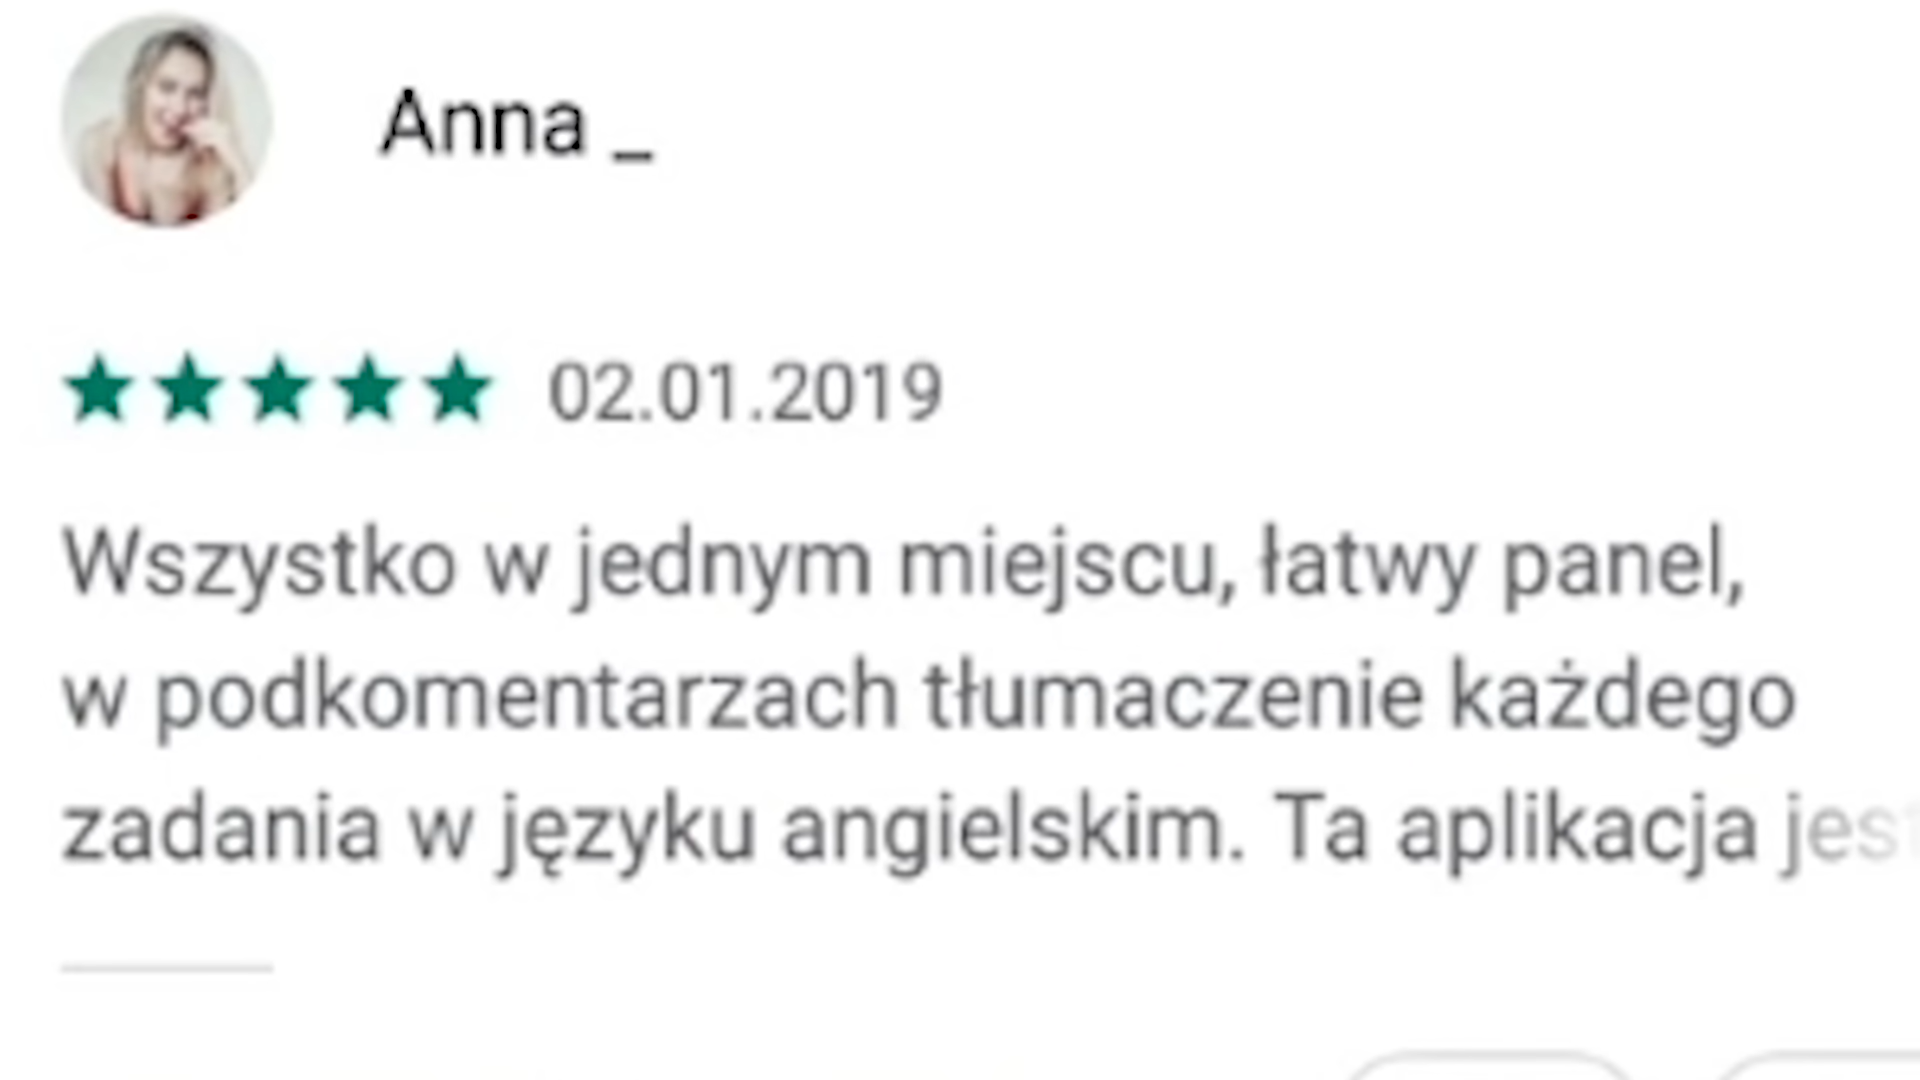 Anna _
02.01.2019
Wszystko w jednym miejscu, łatwy panel,
w podkomentarzach tłumaczenie każdego
zadania w języku angielskim. Ta aplikacja